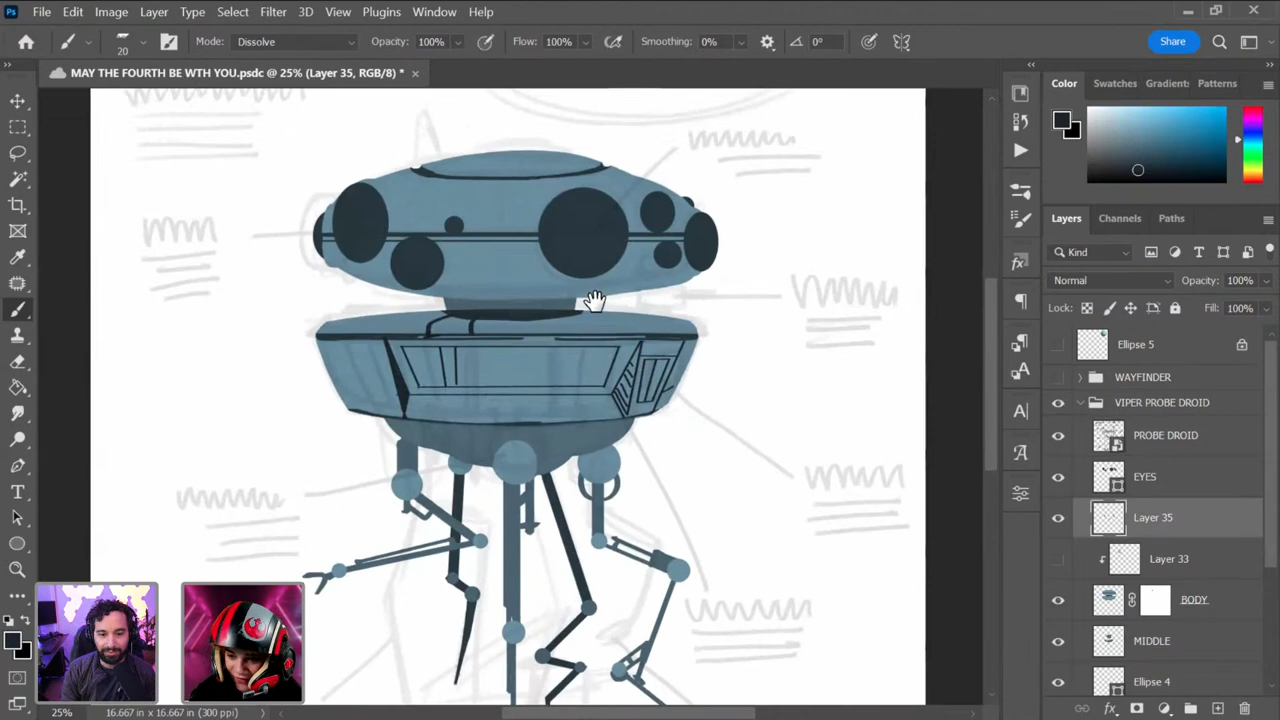 Ps File Edit Image Layer Type Select Filter 3D View Plugins Window Help
20 Mode: Dissolve Opacity: 100% Flow: 100% Smoothing: 0% 0° Share
MAY THE FOURTH BE WTH YOU.psdc @ 25% (Layer 35, RGB/8) *
Color Swatches Gradients Patterns
Layers Channels Paths
Kind
Normal Opacity: 100%
Lock: Fill: 100%
Ellipse 5
WAYFINDER
VIPER PROBE DROID
PROBE DROID
EYES
Layer 35
Layer 33
BODY
MIDDLE
Ellipse 4
25% 16.667 in x 16.667 in (300 ppi)